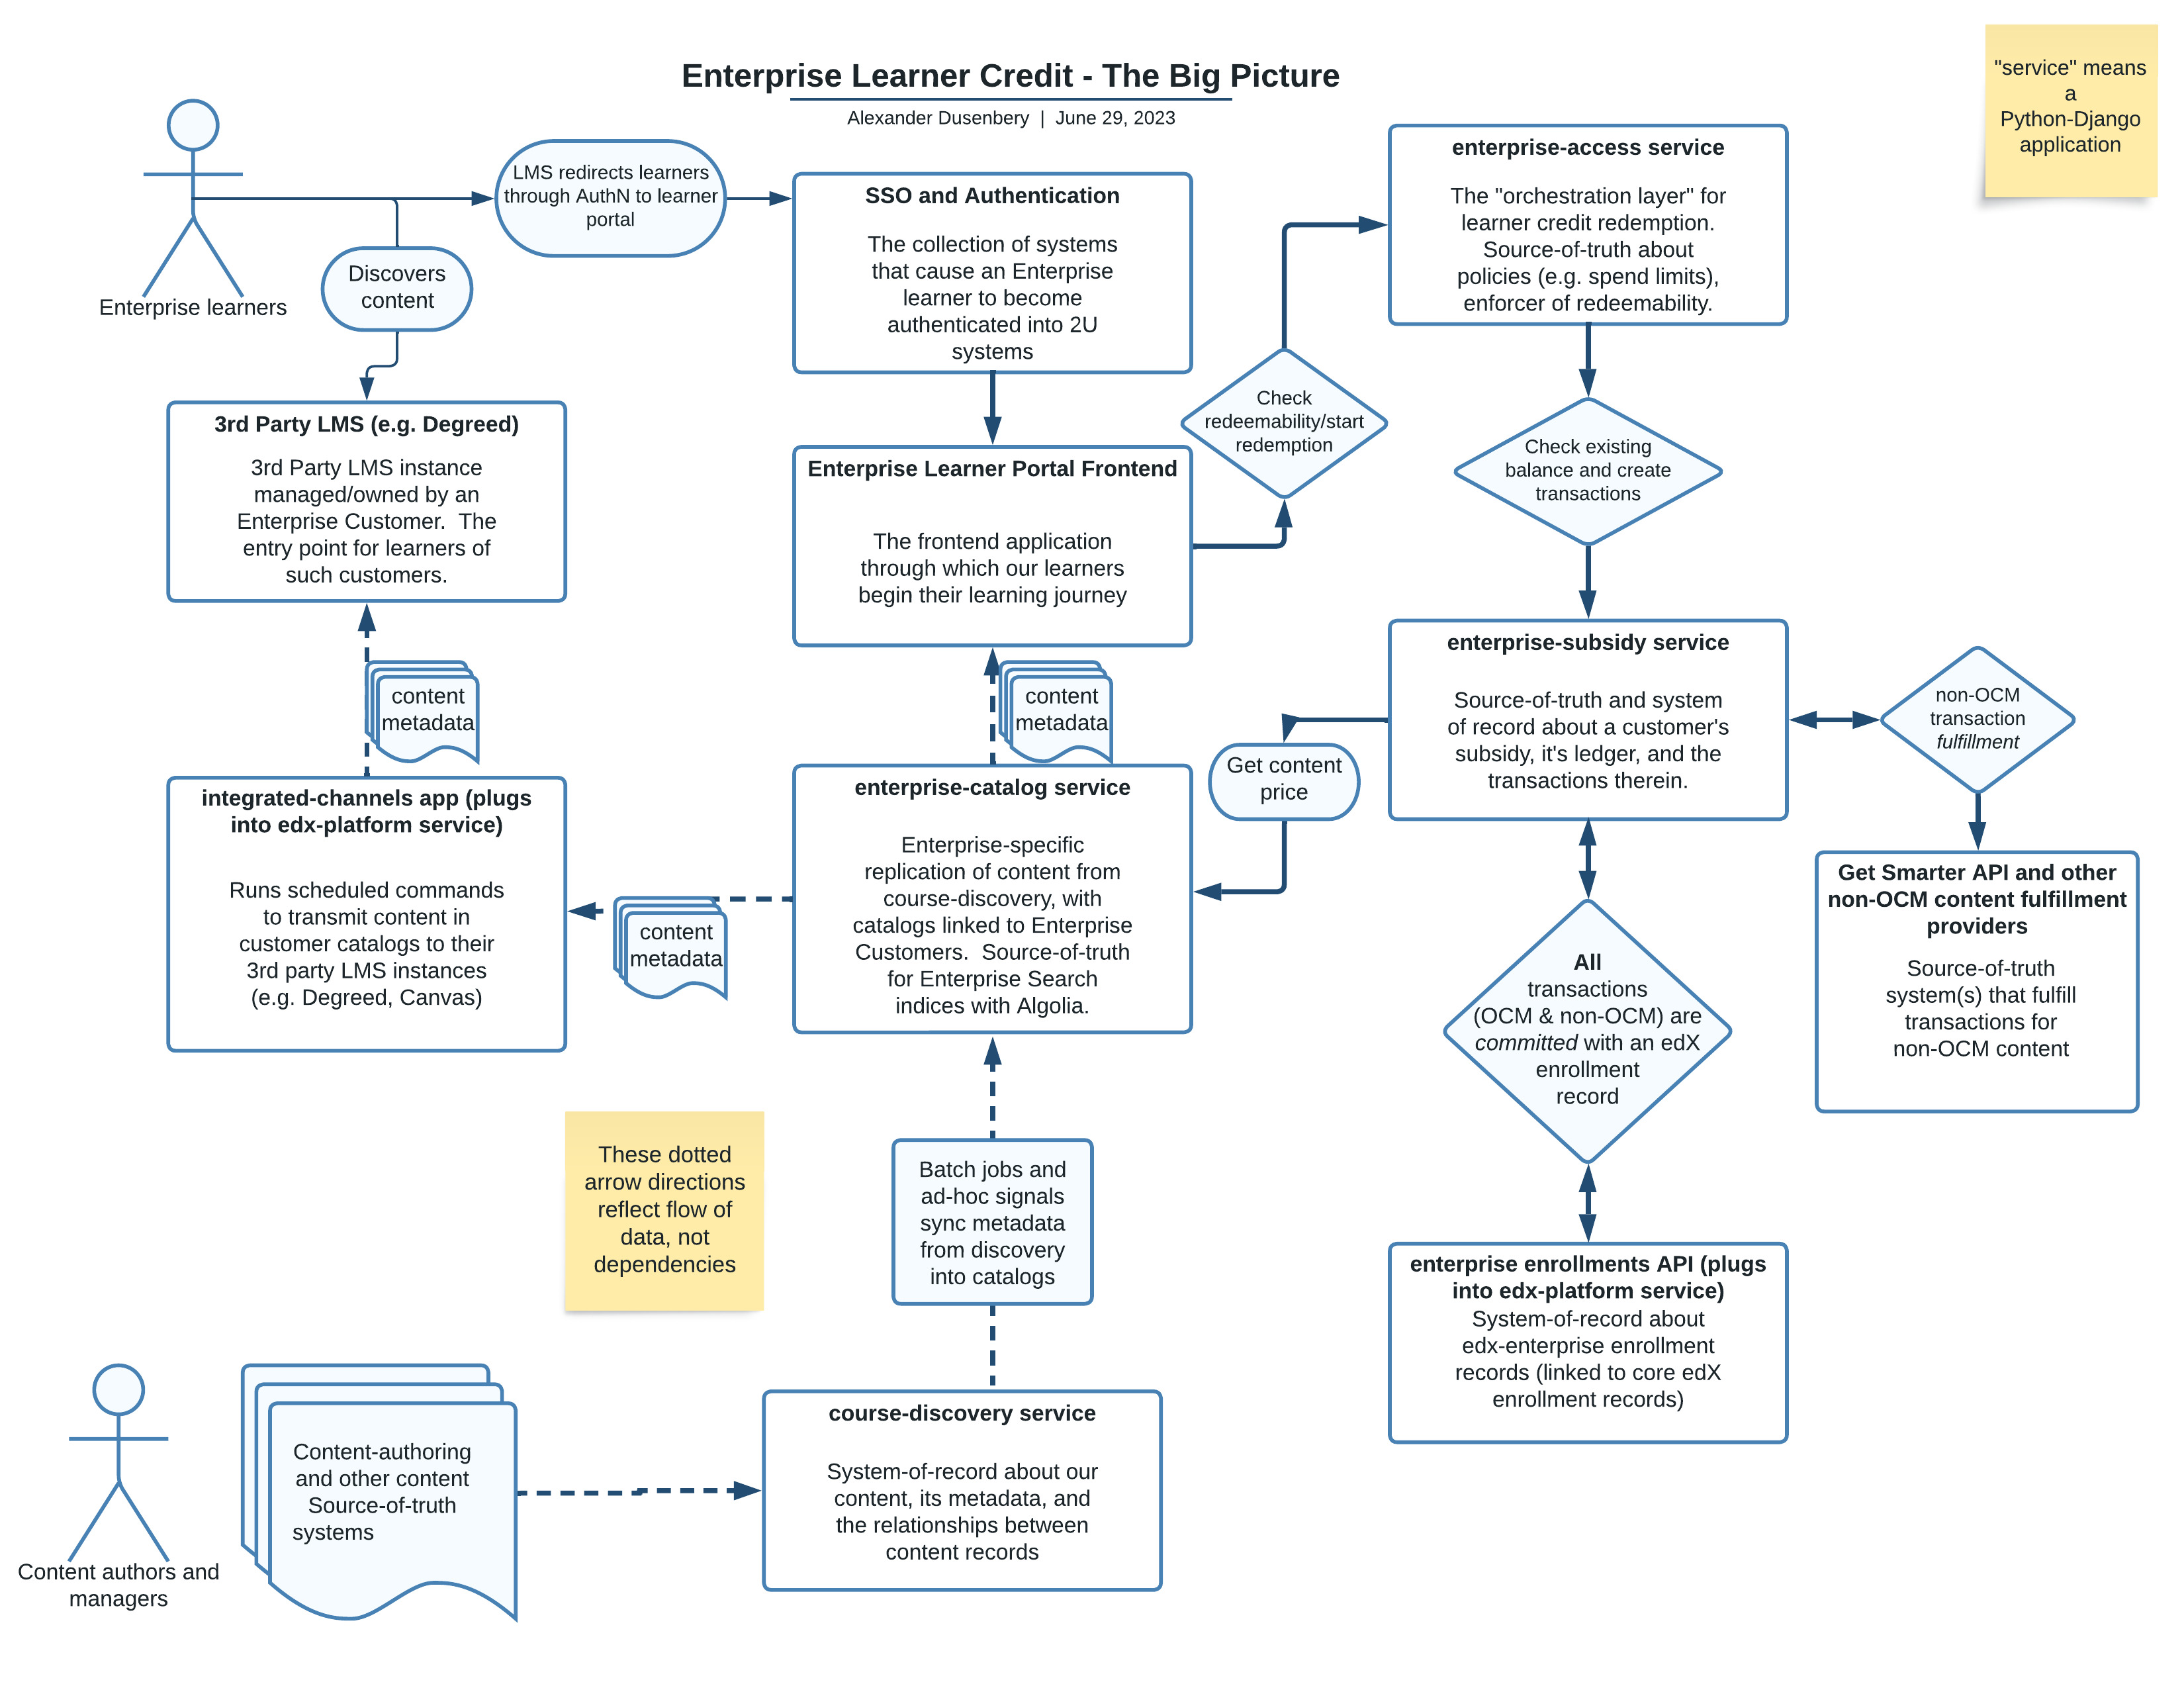 Enterprise Learner Credit - The Big Picture
Alexander Dusenbery  |  June 29, 2023
"service" means
a
Python-Django
application
Enterprise learners
LMS redirects learners
through AuthN to learner
portal
Discovers
content
SSO and Authentication
The collection of systems
that cause an Enterprise
learner to become
authenticated into 2U
systems
enterprise-access service
The "orchestration layer" for
learner credit redemption.
Source-of-truth about
policies (e.g. spend limits),
enforcer of redeemability.
3rd Party LMS (e.g. Degreed)
3rd Party LMS instance
managed/owned by an
Enterprise Customer.  The
entry point for learners of
such customers.
Enterprise Learner Portal Frontend
The frontend application
through which our learners
begin their learning journey
Check
redeemability/start
redemption
Check existing
balance and create
transactions
content
metadata
content
metadata
enterprise-subsidy service
Source-of-truth and system
of record about a customer's
subsidy, it's ledger, and the
transactions therein.
non-OCM
transaction
fulfillment
integrated-channels app (plugs
into edx-platform service)
Runs scheduled commands
to transmit content in
customer catalogs to their
3rd party LMS instances
(e.g. Degreed, Canvas)
content
metadata
enterprise-catalog service
Enterprise-specific
replication of content from
course-discovery, with
catalogs linked to Enterprise
Customers.  Source-of-truth
for Enterprise Search
indices with Algolia.
Get content
price
Get Smarter API and other
non-OCM content fulfillment
providers
Source-of-truth
system(s) that fulfill
transactions for
non-OCM content
All
transactions
(OCM & non-OCM) are
committed with an edX
enrollment
record
These dotted
arrow directions
reflect flow of
data, not
dependencies
Batch jobs and
ad-hoc signals
sync metadata
from discovery
into catalogs
enterprise enrollments API (plugs
into edx-platform service)
System-of-record about
edx-enterprise enrollment
records (linked to core edX
enrollment records)
Content authors and
managers
Content-authoring
and other content
Source-of-truth
systems
course-discovery service
System-of-record about our
content, its metadata, and
the relationships between
content records